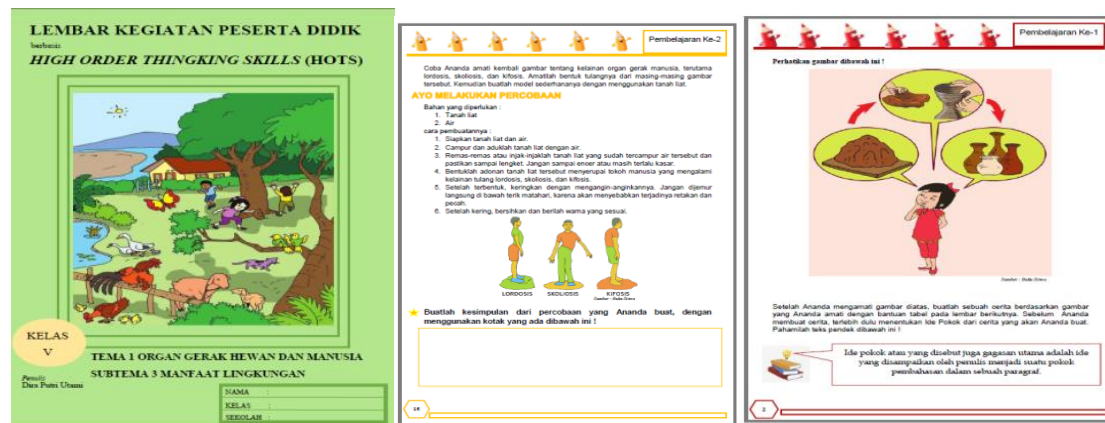 LEMBAR KEGIATAN PESERTA DIDIK
berbasis
HIGH ORDER THINGKING SKILLS (HOTS)
KELAS
V
TEMA 1 ORGAN GERAK HEWAN DAN MANUSIA
SUBTEMA 3 MANFAAT LINGKUNGAN
Penulis
Dira Putri Utami
NAMA :
KELAS :
SEKOLAH :
Pembelajaran Ke-2
Coba Ananda amati kembali gambar tentang kelainan organ gerak manusia, terutama
lordosis, skoliosis, dan kifosis. Amatilah bentuk tulangnya dari masing-masing gambar
tersebut. Kemudian buatlah model sederhananya dengan menggunakan tanah liat.
AYO MELAKUKAN PERCOBAAN
Bahan yang diperlukan :
1. Tanah liat
2. Air
cara pembuatannya :
1. Siapkan tanah liat dan air.
2. Campur dan aduklah tanah liat dengan air.
3. Remas-remas atau injak-injaklah tanah liat yang sudah tercampur air tersebut dan
pastikan sampai lengket. Jangan sampai encer atau masih terlalu kasar.
4. Bentuklah adonan tanah liat tersebut menyerupai tokoh manusia yang mengalami
kelainan tulang lordosis, skoliosis, dan kifosis.
5. Setelah terbentuk, keringkan dengan mengangin-anginkannya. Jangan dijemur
langsung di bawah terik matahari, karena akan menyebabkan terjadinya retakan dan
pecah.
6. Setelah kering, bersihkan dan berilah warna yang sesuai.
LORDOSIS SKOLIOSIS KIFOSIS
Sumber : Buku Siswa
Buatlah kesimpulan dari percobaan yang Ananda buat, dengan
menggunakan kotak yang ada dibawah ini !
16
Pembelajaran Ke-1
Perhatikan gambar dibawah ini !
Sumber : Buku Siswa
Setelah Ananda mengamati gambar diatas, buatlah sebuah cerita berdasarkan gambar
yang Ananda amati dengan bantuan tabel pada lembar berikutnya. Sebelum Ananda
membuat cerita, terlebih dulu menentukan Ide Pokok dari cerita yang akan Ananda buat.
Pahamilah teks pendek dibawah ini !
Ide pokok atau yang disebut juga gagasan utama adalah ide
yang disampaikan oleh penulis menjadi suatu pokok
pembahasan dalam sebuah paragraf.
2